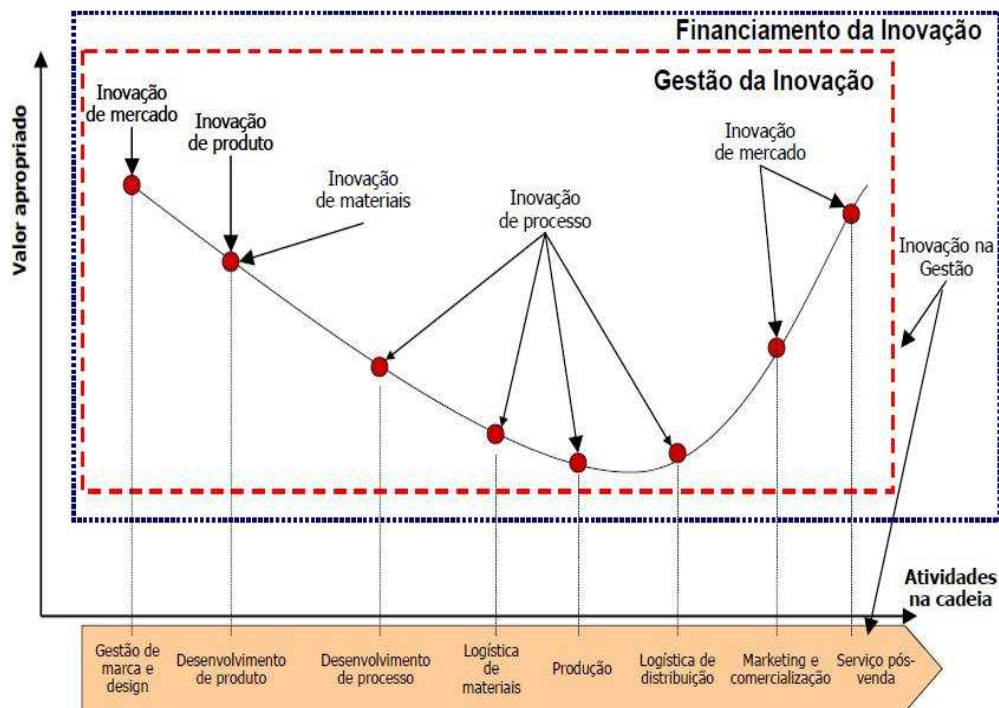 Financiamento da Inovação
Gestão da Inovação
Valor apropriado
Inovação
de mercado
Inovação
de produto
Inovação
de materiais
Inovação
de processo
Inovação
de mercado
Inovação na
Gestão
Atividades
na cadeia
Gestão de
marca e
design
Desenvolvimento
de produto
Desenvolvimento
de processo
Logística
de
materiais
Produção
Logística de
distribuição
Marketing e
comercialização
Serviço pós-
venda